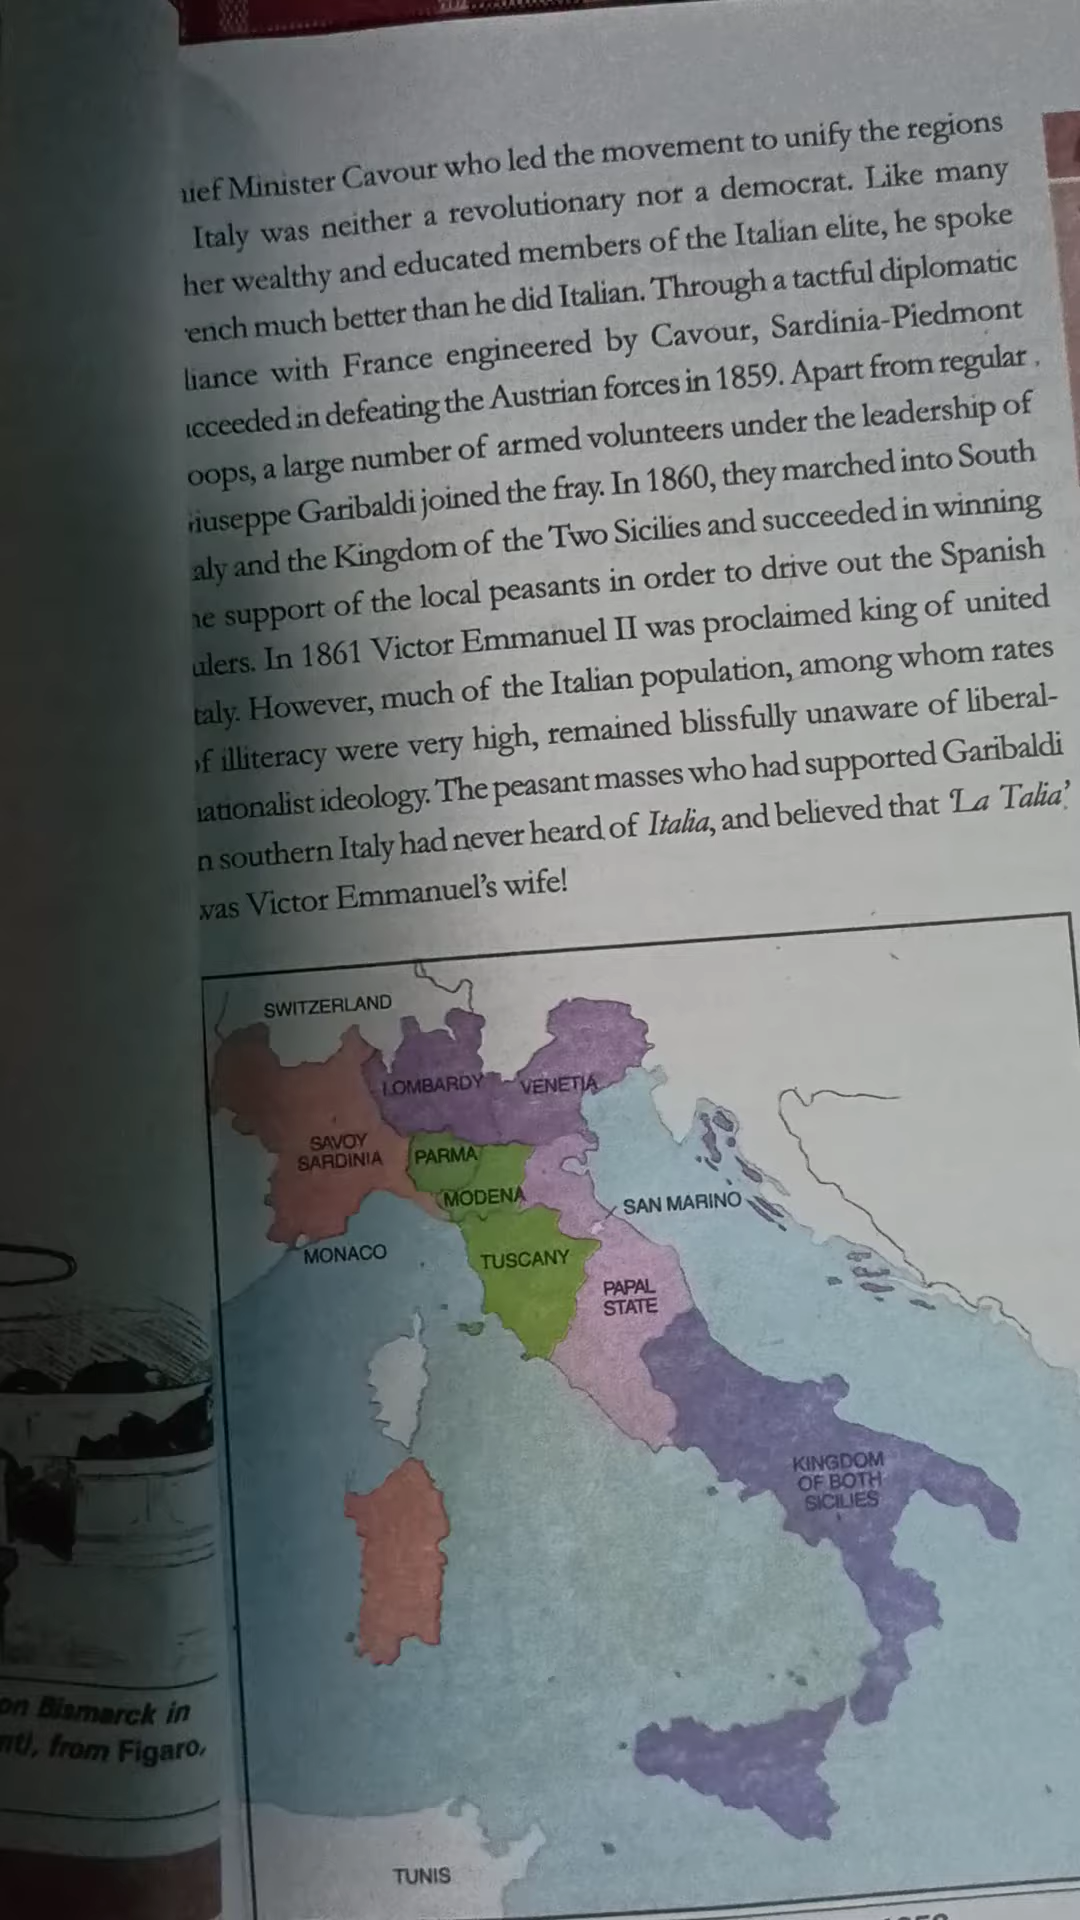 Minister Cavour who led the movement to unify the regions
Italy was neither a revolutionary nor a democrat. Like many
her wealthy and educated members of the Italian elite, he spoke
ench much better than he did Italian. Through a tactful diplomatic
liance with France engineered by Cavour, Sardinia-Piedmont
cceeded in defeating the Austrian forces in 1859. Apart from regular
oops, a large number of armed volunteers under the leadership of
iuseppe Garibaldi joined the fray. In 1860, they marched into South
aly and the Kingdom of the Two Sicilies and succeeded in winning
he support of the local peasants in order to drive out the Spanish
ulers. In 1861 Victor Emmanuel II was proclaimed king of united
taly. However, much of the Italian population, among whom rates
of illiteracy were very high, remained blissfully unaware of liberal-
nationalist ideology. The peasant masses who had supported Garibaldi
n southern Italy had never heard of Italia, and believed that ‘La Talia’
was Victor Emmanuel’s wife!
SWITZERLAND
LOMBARDY
VENETIA
SAVOY
SARDINIA
PARMA
MODENA
SAN MARINO
MONACO
TUSCANY
PAPAL
STATE
KINGDOM
OF BOTH
SICILIES
TUNIS
on Bismarck in
nti, from Figaro,